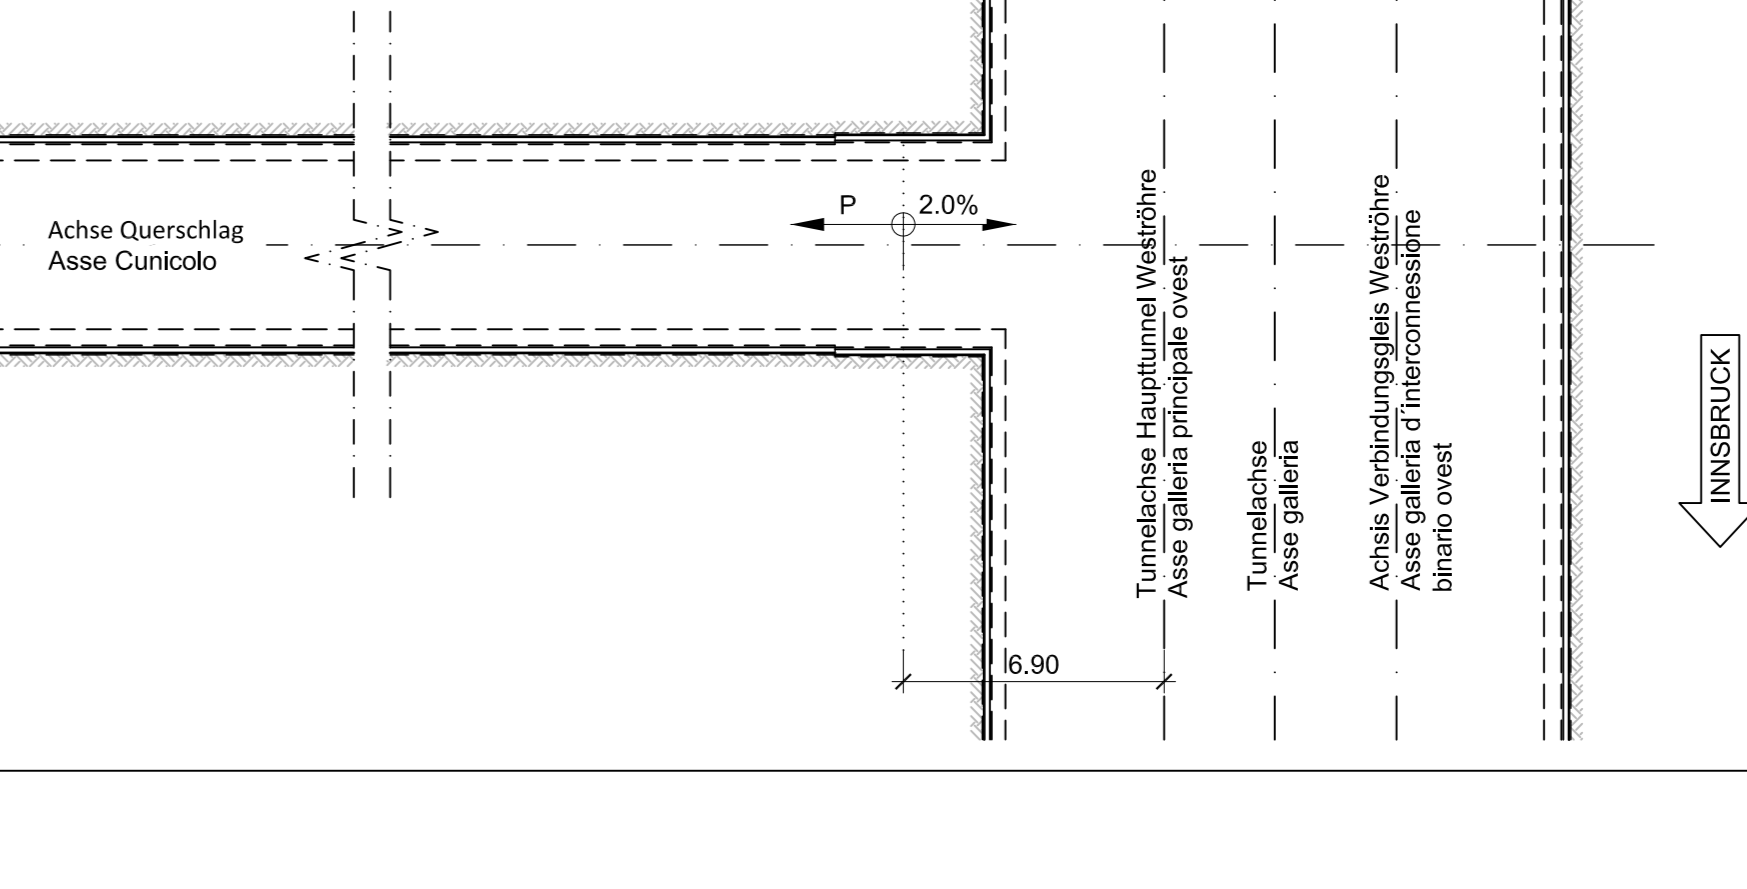 Achse Querschlag
Asse Cunicolo
P
2.0%
Tunnelachse Haupttunnel Weströhre
Asse galleria principale ovest
Tunnelachse
Asse galleria
Achsis Verbindungsgleis Weströhre
Asse galleria d´interconnessione
binario ovest
INNSBRUCK
6.90